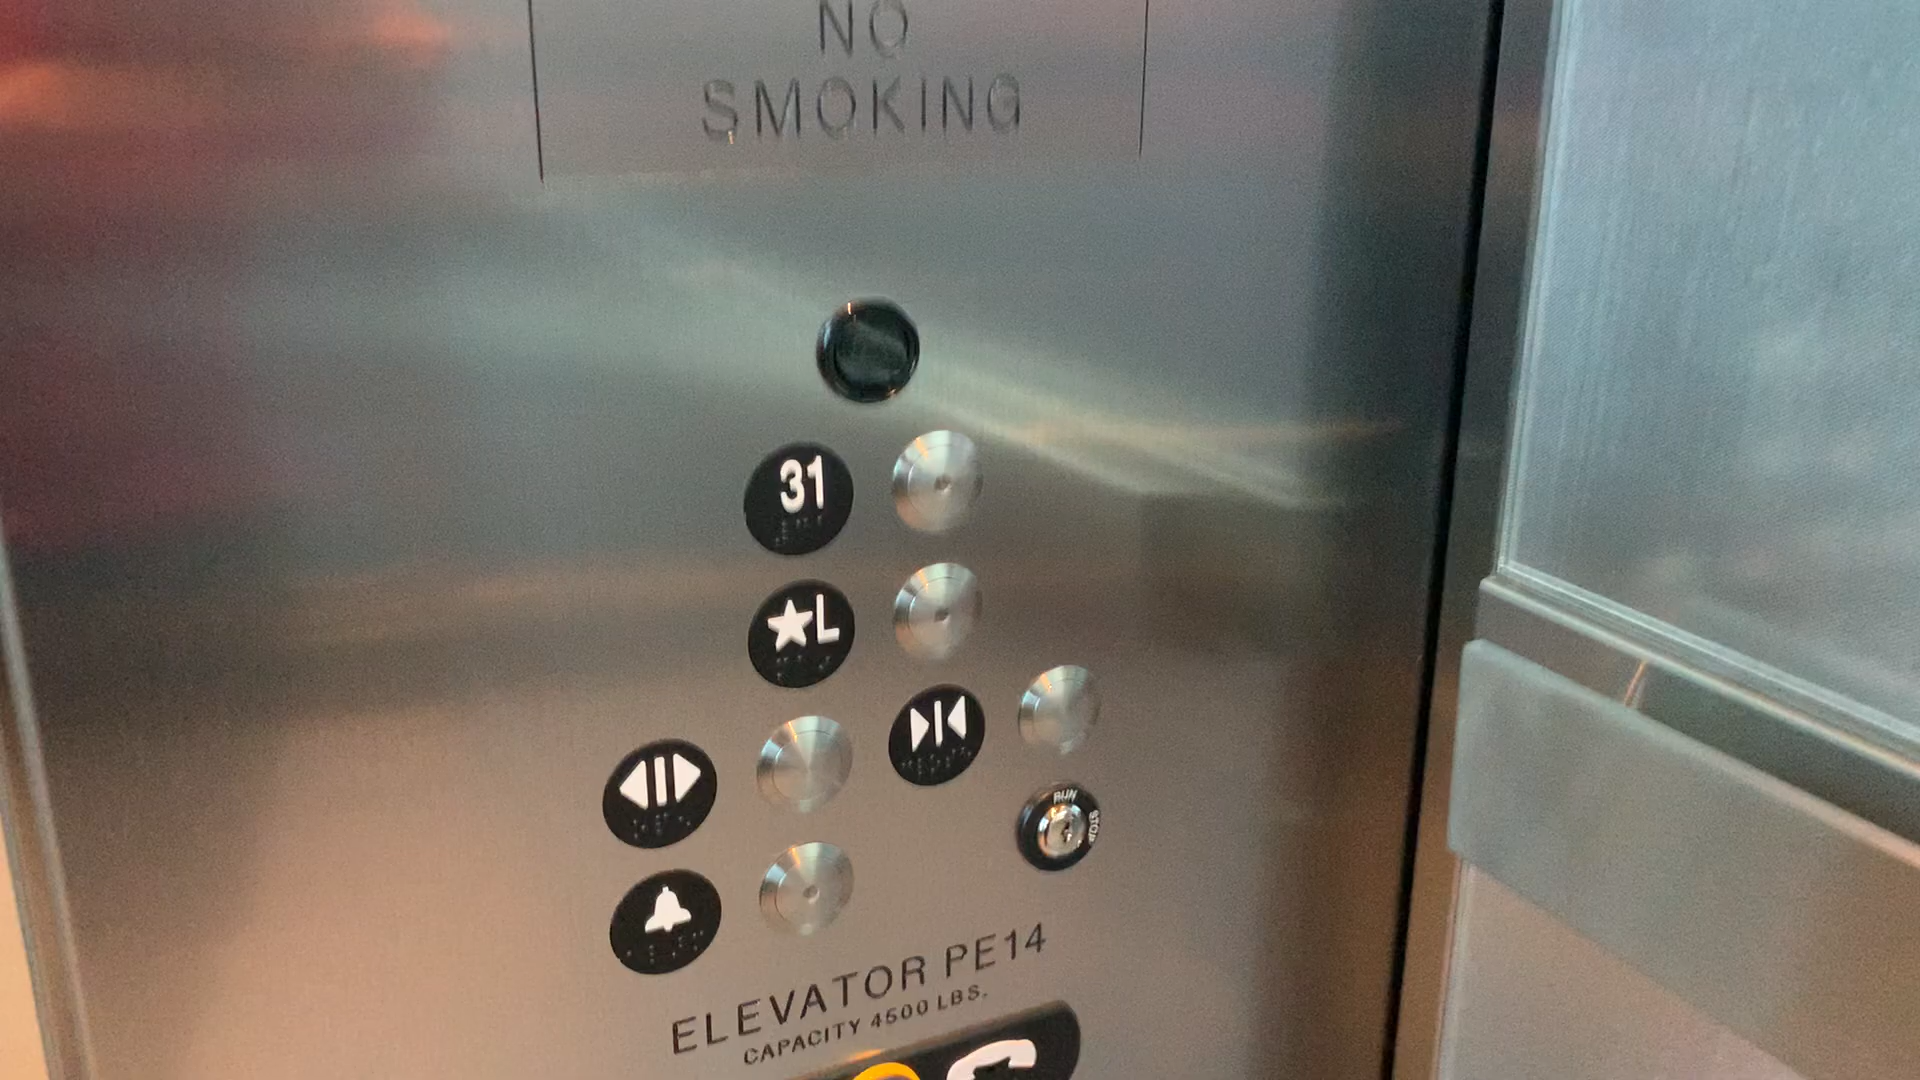 NO
SMOKING
31
★L
RUN
STOP
ELEVATOR PE14
CAPACITY 4500 LBS.